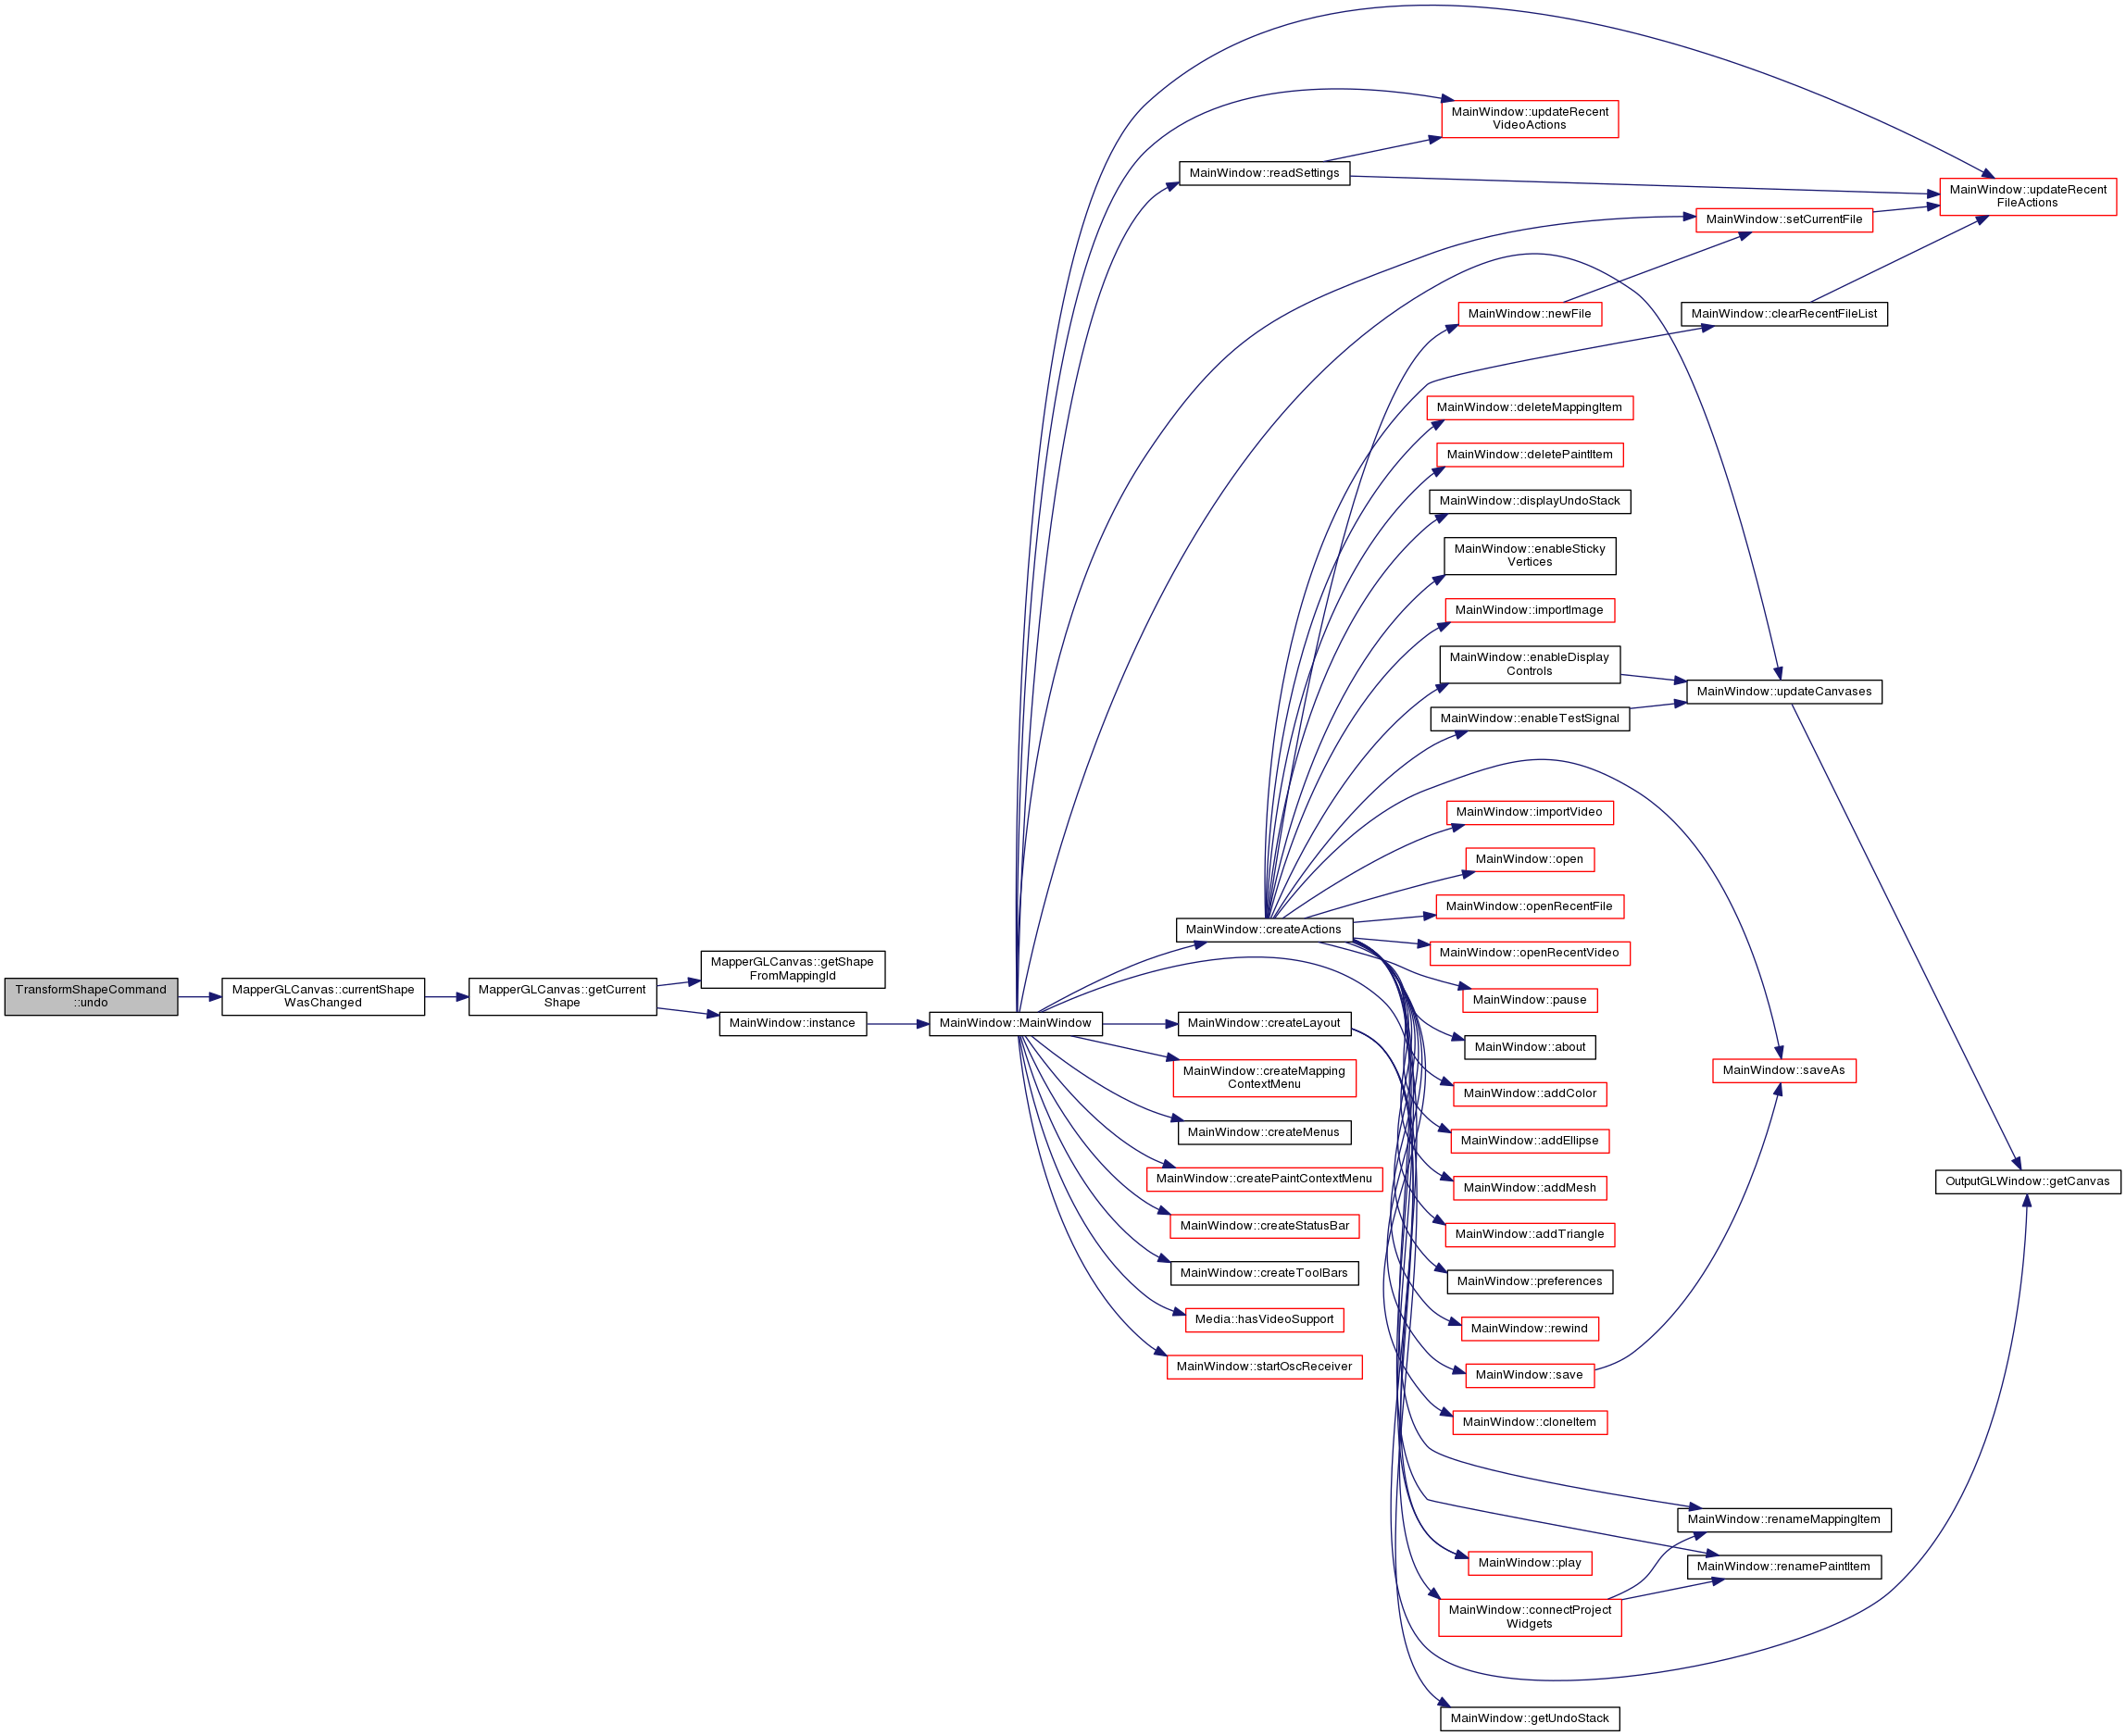 TransformShapeCommand
::undo
MapperGLCanvas::currentShape
WasChanged
MapperGLCanvas::getCurrent
Shape
MapperGLCanvas::getShape
FromMappingId
MainWindow::instance
MainWindow::MainWindow
MainWindow::readSettings
MainWindow::createActions
MainWindow::createLayout
MainWindow::createMapping
ContextMenu
MainWindow::createMenus
MainWindow::createPaintContextMenu
MainWindow::createStatusBar
MainWindow::createToolBars
Media::hasVideoSupport
MainWindow::startOscReceiver
MainWindow::updateRecent
VideoActions
MainWindow::newFile
MainWindow::deleteMappingItem
MainWindow::deletePaintItem
MainWindow::displayUndoStack
MainWindow::enableSticky
Vertices
MainWindow::importImage
MainWindow::enableDisplay
Controls
MainWindow::enableTestSignal
MainWindow::importVideo
MainWindow::open
MainWindow::openRecentFile
MainWindow::openRecentVideo
MainWindow::pause
MainWindow::about
MainWindow::addColor
MainWindow::addEllipse
MainWindow::addMesh
MainWindow::addTriangle
MainWindow::preferences
MainWindow::rewind
MainWindow::save
MainWindow::cloneItem
MainWindow::play
MainWindow::connectProject
Widgets
MainWindow::getUndoStack
MainWindow::setCurrentFile
MainWindow::clearRecentFileList
MainWindow::updateCanvases
MainWindow::saveAs
MainWindow::renameMappingItem
MainWindow::renamePaintItem
MainWindow::updateRecent
FileActions
OutputGLWindow::getCanvas